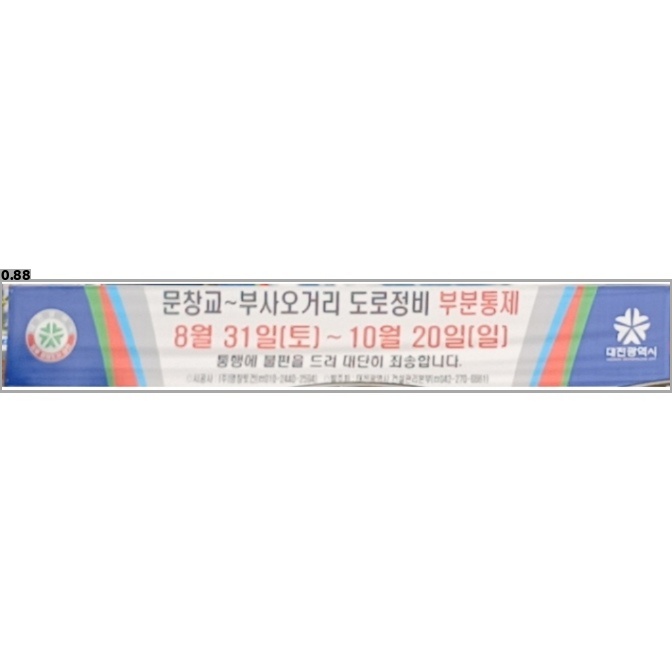 0.88
문창교~부사오거리 도로정비 부분통제
8월 31일(토) ~ 10월 20일(일)
통행에 불편을 드려 대단히 죄송합니다.
대전광역시